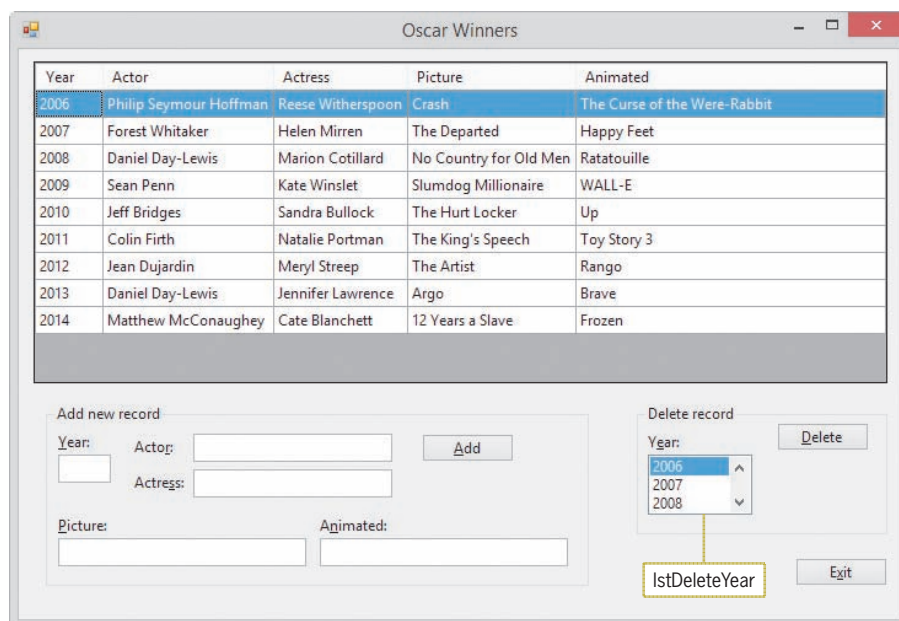 Oscar Winners
Year Actor Actress Picture Animated
2006 Philip Seymour Hoffman Reese Witherspoon Crash The Curse of the Were-Rabbit
2007 Forest Whitaker Helen Mirren The Departed Happy Feet
2008 Daniel Day-Lewis Marion Cotillard No Country for Old Men Ratatouille
2009 Sean Penn Kate Winslet Slumdog Millionaire WALL-E
2010 Jeff Bridges Sandra Bullock The Hurt Locker Up
2011 Colin Firth Natalie Portman The King's Speech Toy Story 3
2012 Jean Dujardin Meryl Streep The Artist Rango
2013 Daniel Day-Lewis Jennifer Lawrence Argo Brave
2014 Matthew McConaughey Cate Blanchett 12 Years a Slave Frozen
Add new record
Year: Actor: Add
Actress:
Picture: Animated:
Delete record
Year: Delete
2006
2007
2008
lstDeleteYear
Exit